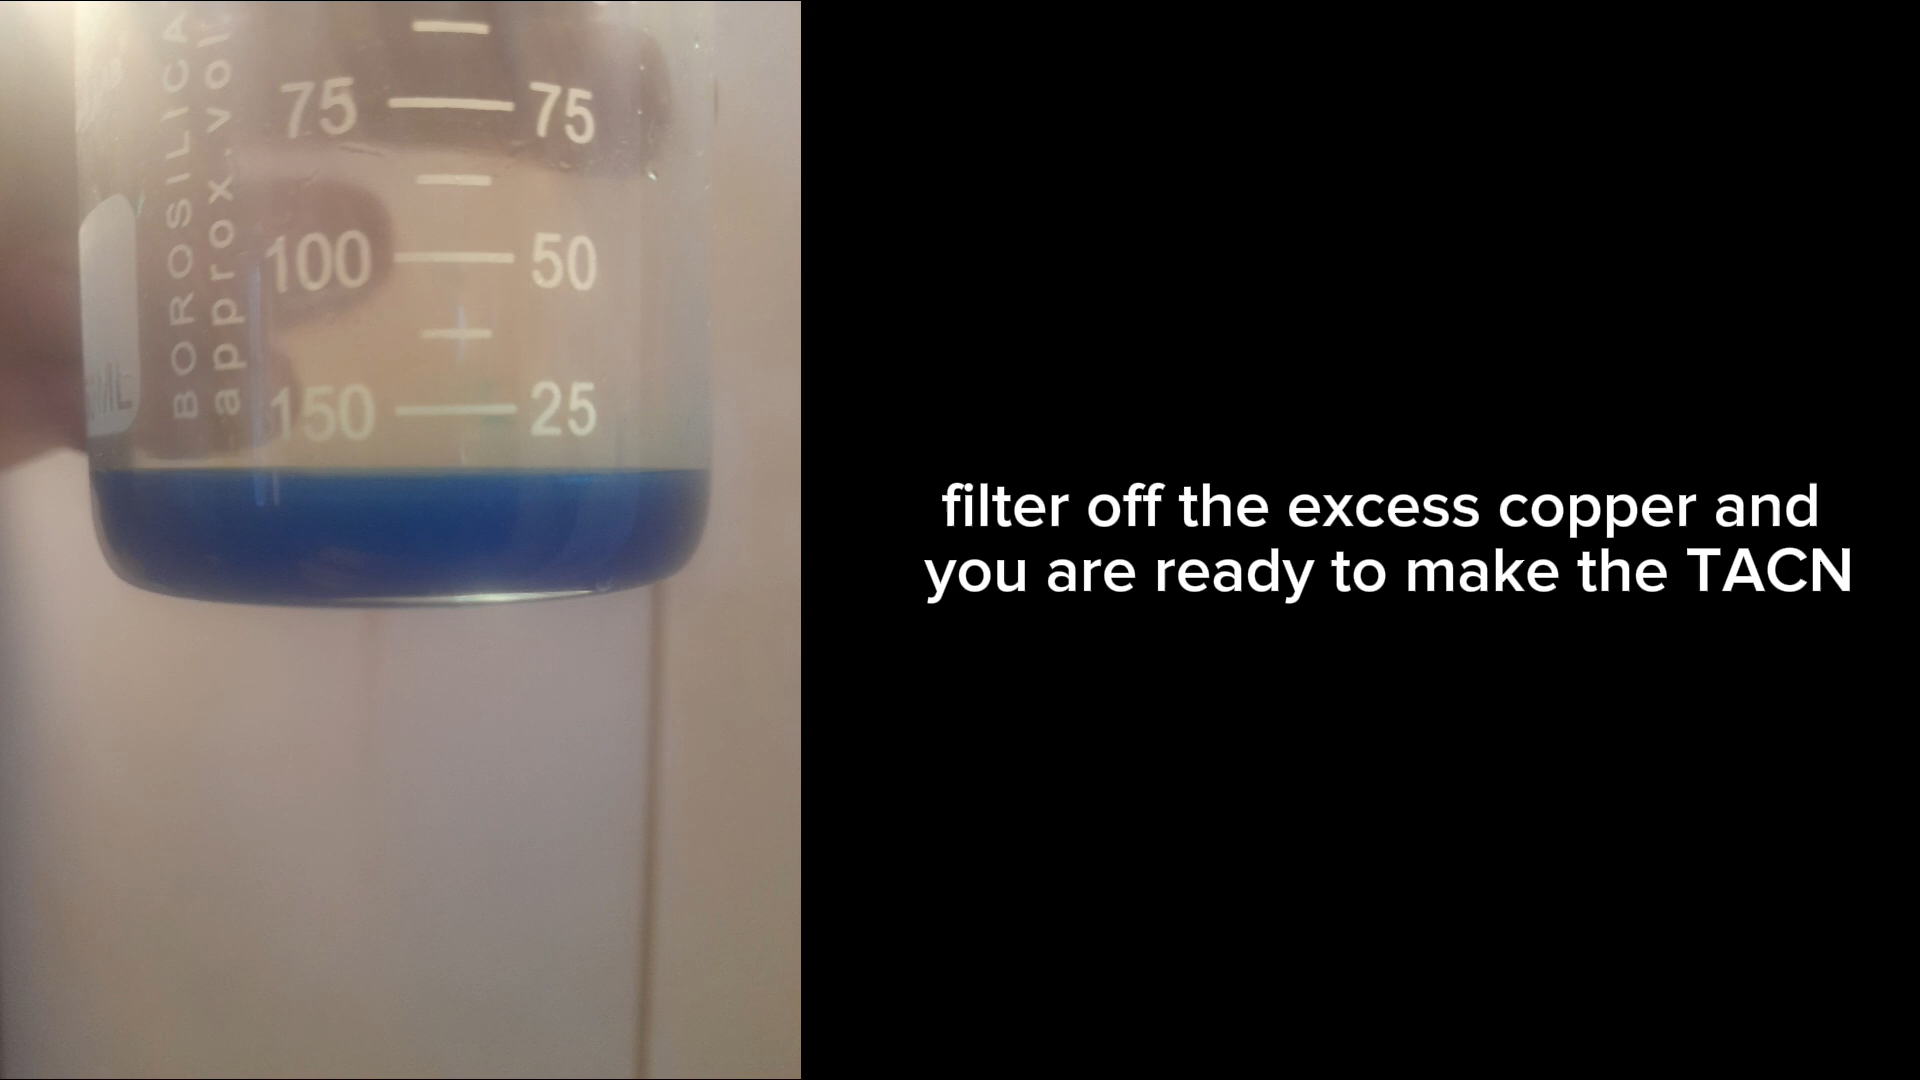 BOROSILICA
approx.vol
75 75
100 50
150 25
ML
filter off the excess copper and
you are ready to make the TACN